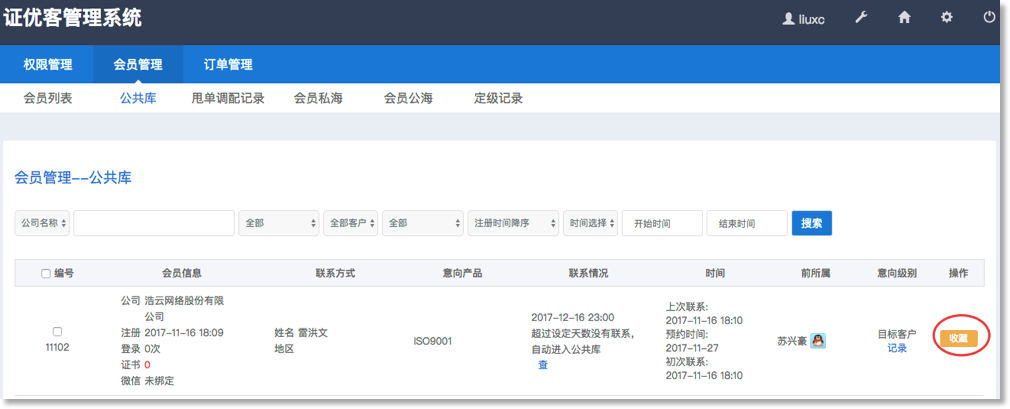 证优客管理系统
liuxc
权限管理 会员管理 订单管理
会员列表 公共库 甩单调配记录 会员私海 会员公海 定级记录
会员管理--公共库
公司名称 全部 全部客户 全部 注册时间降序 时间选择 开始时间 结束时间 搜索
编号 会员信息 联系方式 意向产品 联系情况 时间 前所属 意向级别 操作
11102
公司 浩云网络股份有限
公司
注册 2017-11-16 18:09
登录 0次
证书 0
微信 未绑定
姓名 雷洪文
地区
ISO9001
2017-12-16 23:00
超过设定天数没有联系，
自动进入公共库
查
上次联系:
2017-11-16 18:10
预约时间:
2017-11-27
初次联系:
2017-11-16 18:10
苏兴豪
目标客户
记录
收藏